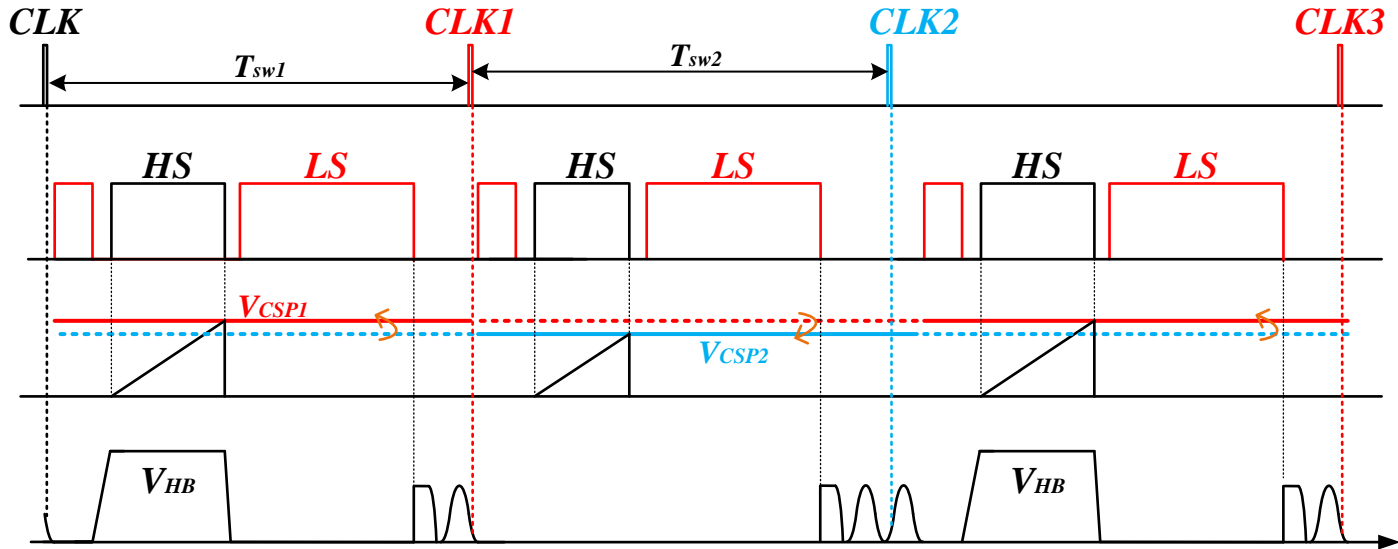 CLK CLK1 CLK2 CLK3
Tsw1 Tsw2
HS LS HS LS HS LS
VCSP1
VCSP2
VHB VHB